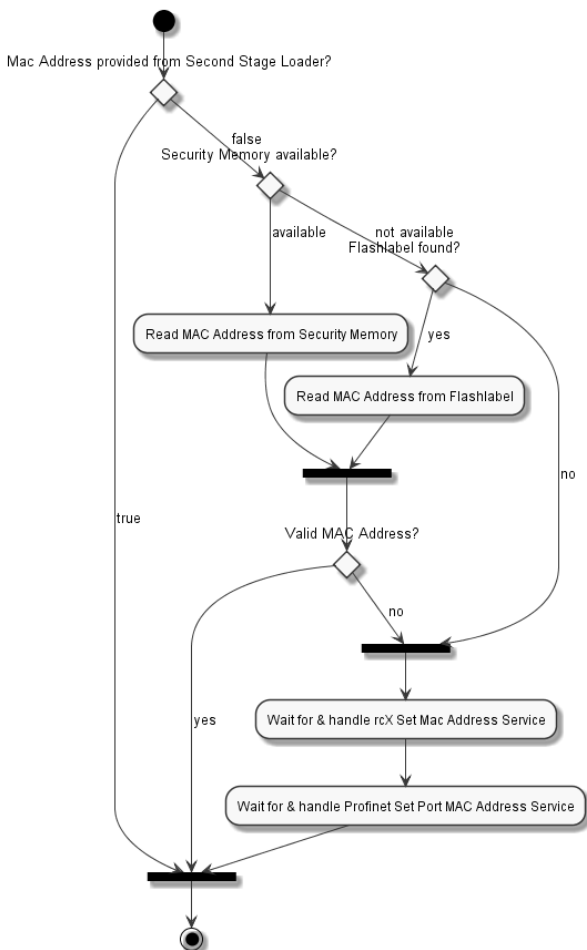 Mac Address provided from Second Stage Loader?
false
Security Memory available?
available
not available
Flashlabel found?
Read MAC Address from Security Memory
yes
Read MAC Address from Flashlabel
no
true
Valid MAC Address?
no
Wait for & handle rcX Set Mac Address Service
yes
Wait for & handle Profinet Set Port MAC Address Service